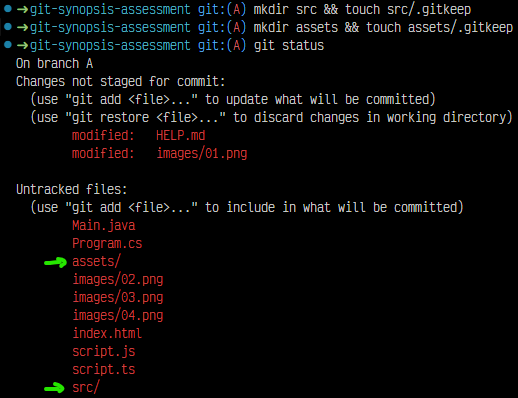 ➜ git-synopsis-assessment git:(A) mkdir src && touch src/.gitkeep
➜ git-synopsis-assessment git:(A) mkdir assets && touch assets/.gitkeep
➜ git-synopsis-assessment git:(A) git status
On branch A
Changes not staged for commit:
  (use "git add <file>..." to update what will be committed)
  (use "git restore <file>..." to discard changes in working directory)
        modified:   HELP.md
        modified:   images/01.png
Untracked files:
  (use "git add <file>..." to include in what will be committed)
        Main.java
        Program.cs
        assets/
        images/02.png
        images/03.png
        images/04.png
        index.html
        script.js
        script.ts
        src/